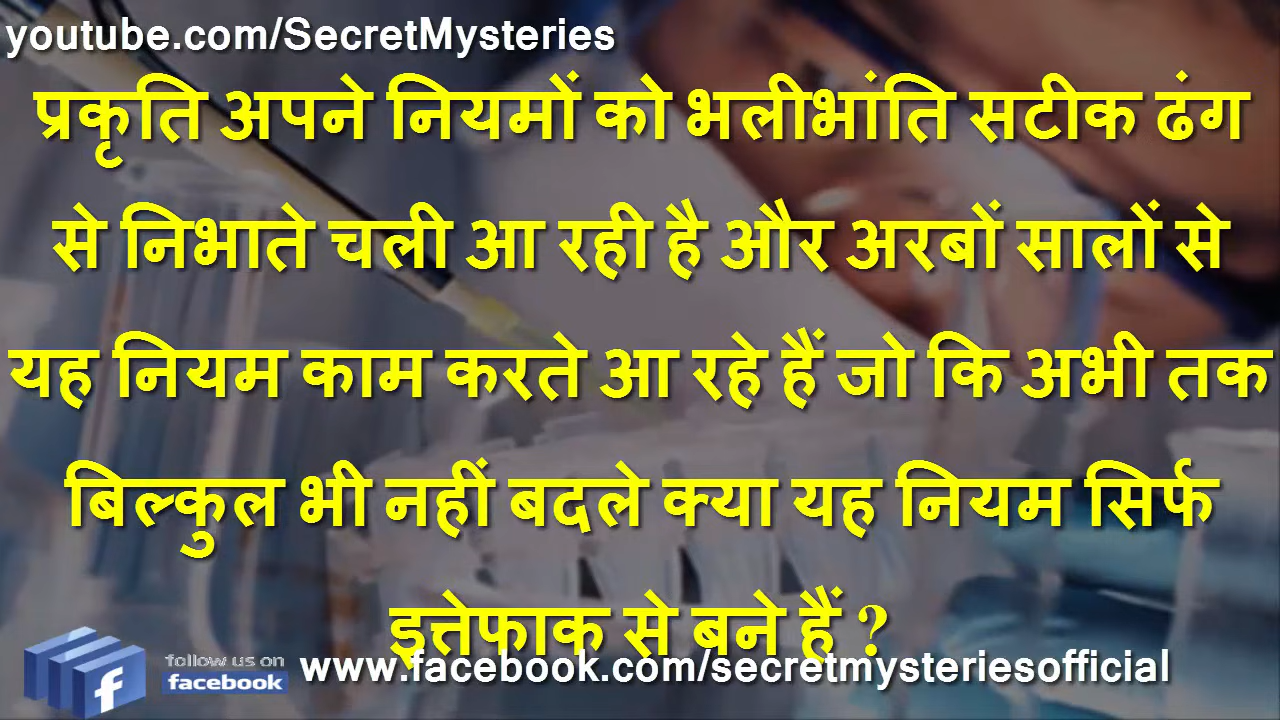 youtube.com/SecretMysteries
प्रकृति अपने नियमों को भलीभांति सटीक ढंग
से निभाते चली आ रही है और अरबों सालों से
यह नियम काम करते आ रहे हैं जो कि अभी तक
बिल्कुल भी नहीं बदले क्या यह नियम सिर्फ
इत्तेफाक से बने हैं ?
follow us on
facebook
www.facebook.com/secretmysteriesofficial